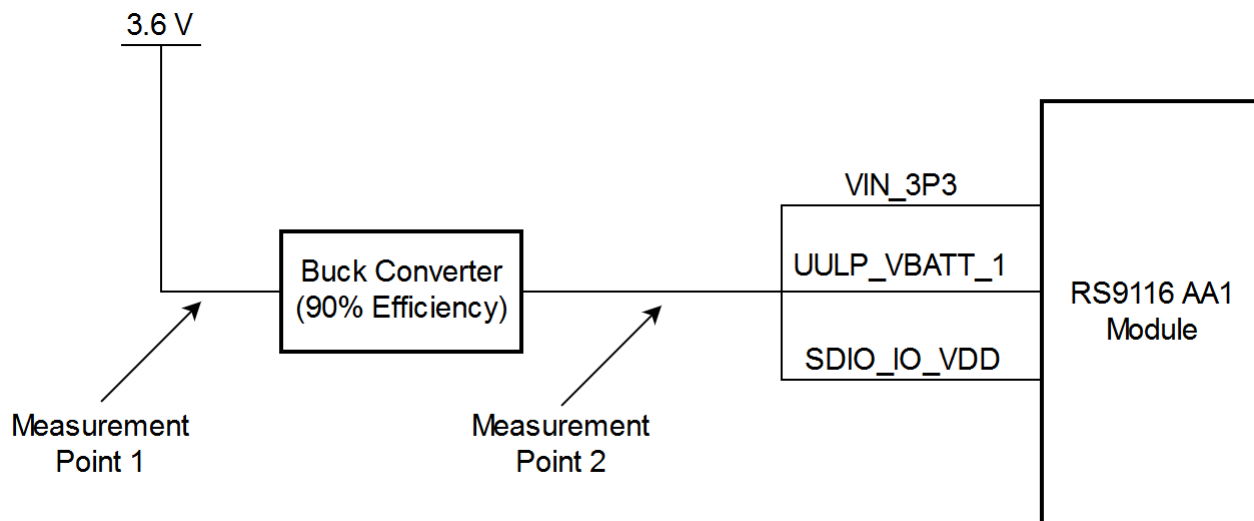 3.6 V
VIN_3P3
Buck Converter
(90% Efficiency)
UULP_VBATT_1
RS9116 AA1
Module
SDIO_IO_VDD
Measurement
Point 1
Measurement
Point 2